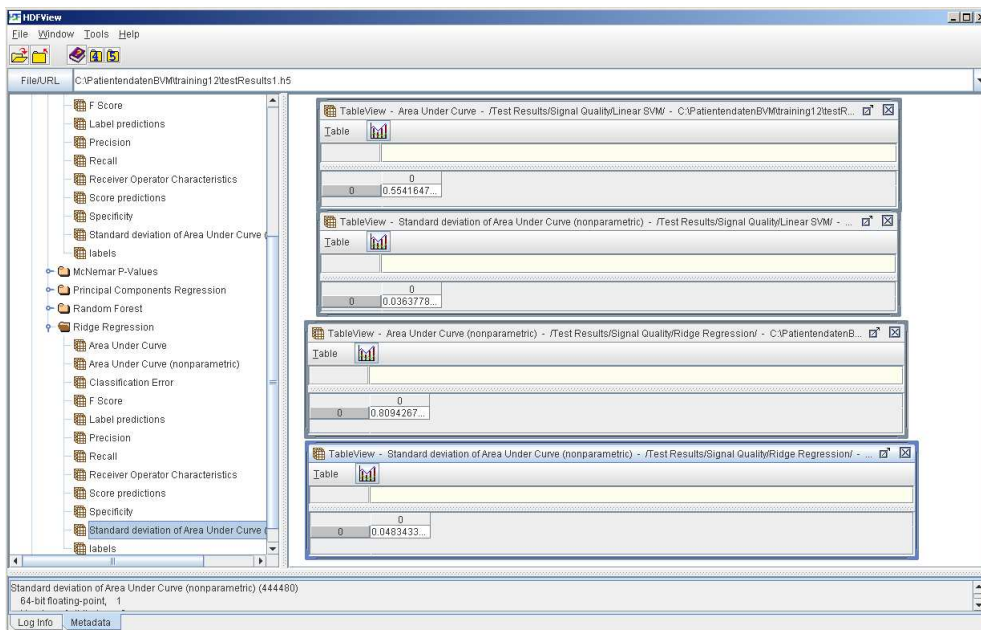 HDFView
File Window Tools Help
File/URL C:\PatientendatenBVM\training12\testResults1.h5
F Score
Label predictions
Precision
Recall
Receiver Operator Characteristics
Score predictions
Specificity
Standard deviation of Area Under Curve (
labels
McNemar P-Values
Principal Components Regression
Random Forest
Ridge Regression
Area Under Curve
Area Under Curve (nonparametric)
Classification Error
F Score
Label predictions
Precision
Recall
Receiver Operator Characteristics
Score predictions
Specificity
Standard deviation of Area Under Curve (
labels
TableView - Area Under Curve - /Test Results/Signal Quality/Linear SVM/ - C:\PatientendatenBVM\training12\testR...
Table
0
0 0.5541647...
TableView - Standard deviation of Area Under Curve (nonparametric) - /Test Results/Signal Quality/Linear SVM/ - ...
Table
0
0 0.0363778...
TableView - Area Under Curve (nonparametric) - /Test Results/Signal Quality/Ridge Regression/ - C:\PatientendatenB...
Table
0
0 0.8094267...
TableView - Standard deviation of Area Under Curve (nonparametric) - /Test Results/Signal Quality/Ridge Regression/ - ...
Table
0
0 0.0483433...
Standard deviation of Area Under Curve (nonparametric) (444480)
64-bit floating-point, 1
Log Info Metadata